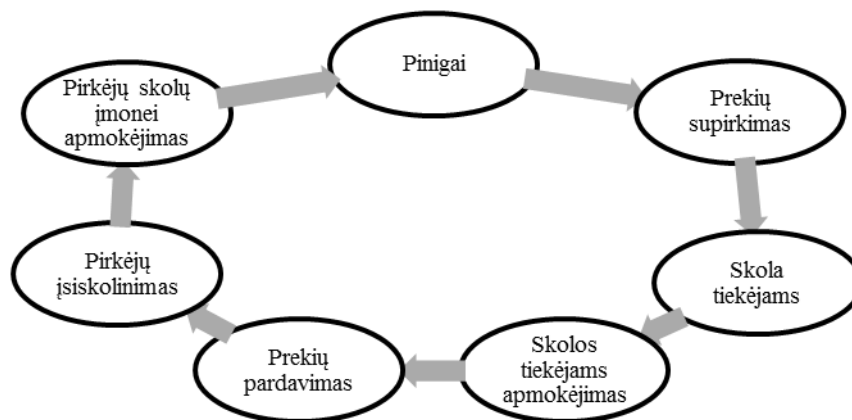 Pinigai
Prekių
supirkimas
Skola
tiekėjams
Skolos
tiekėjams
apmokėjimas
Prekių
pardavimas
Pirkėjų
įsiskolinimas
Pirkėjų skolų
įmonei
apmokėjimas